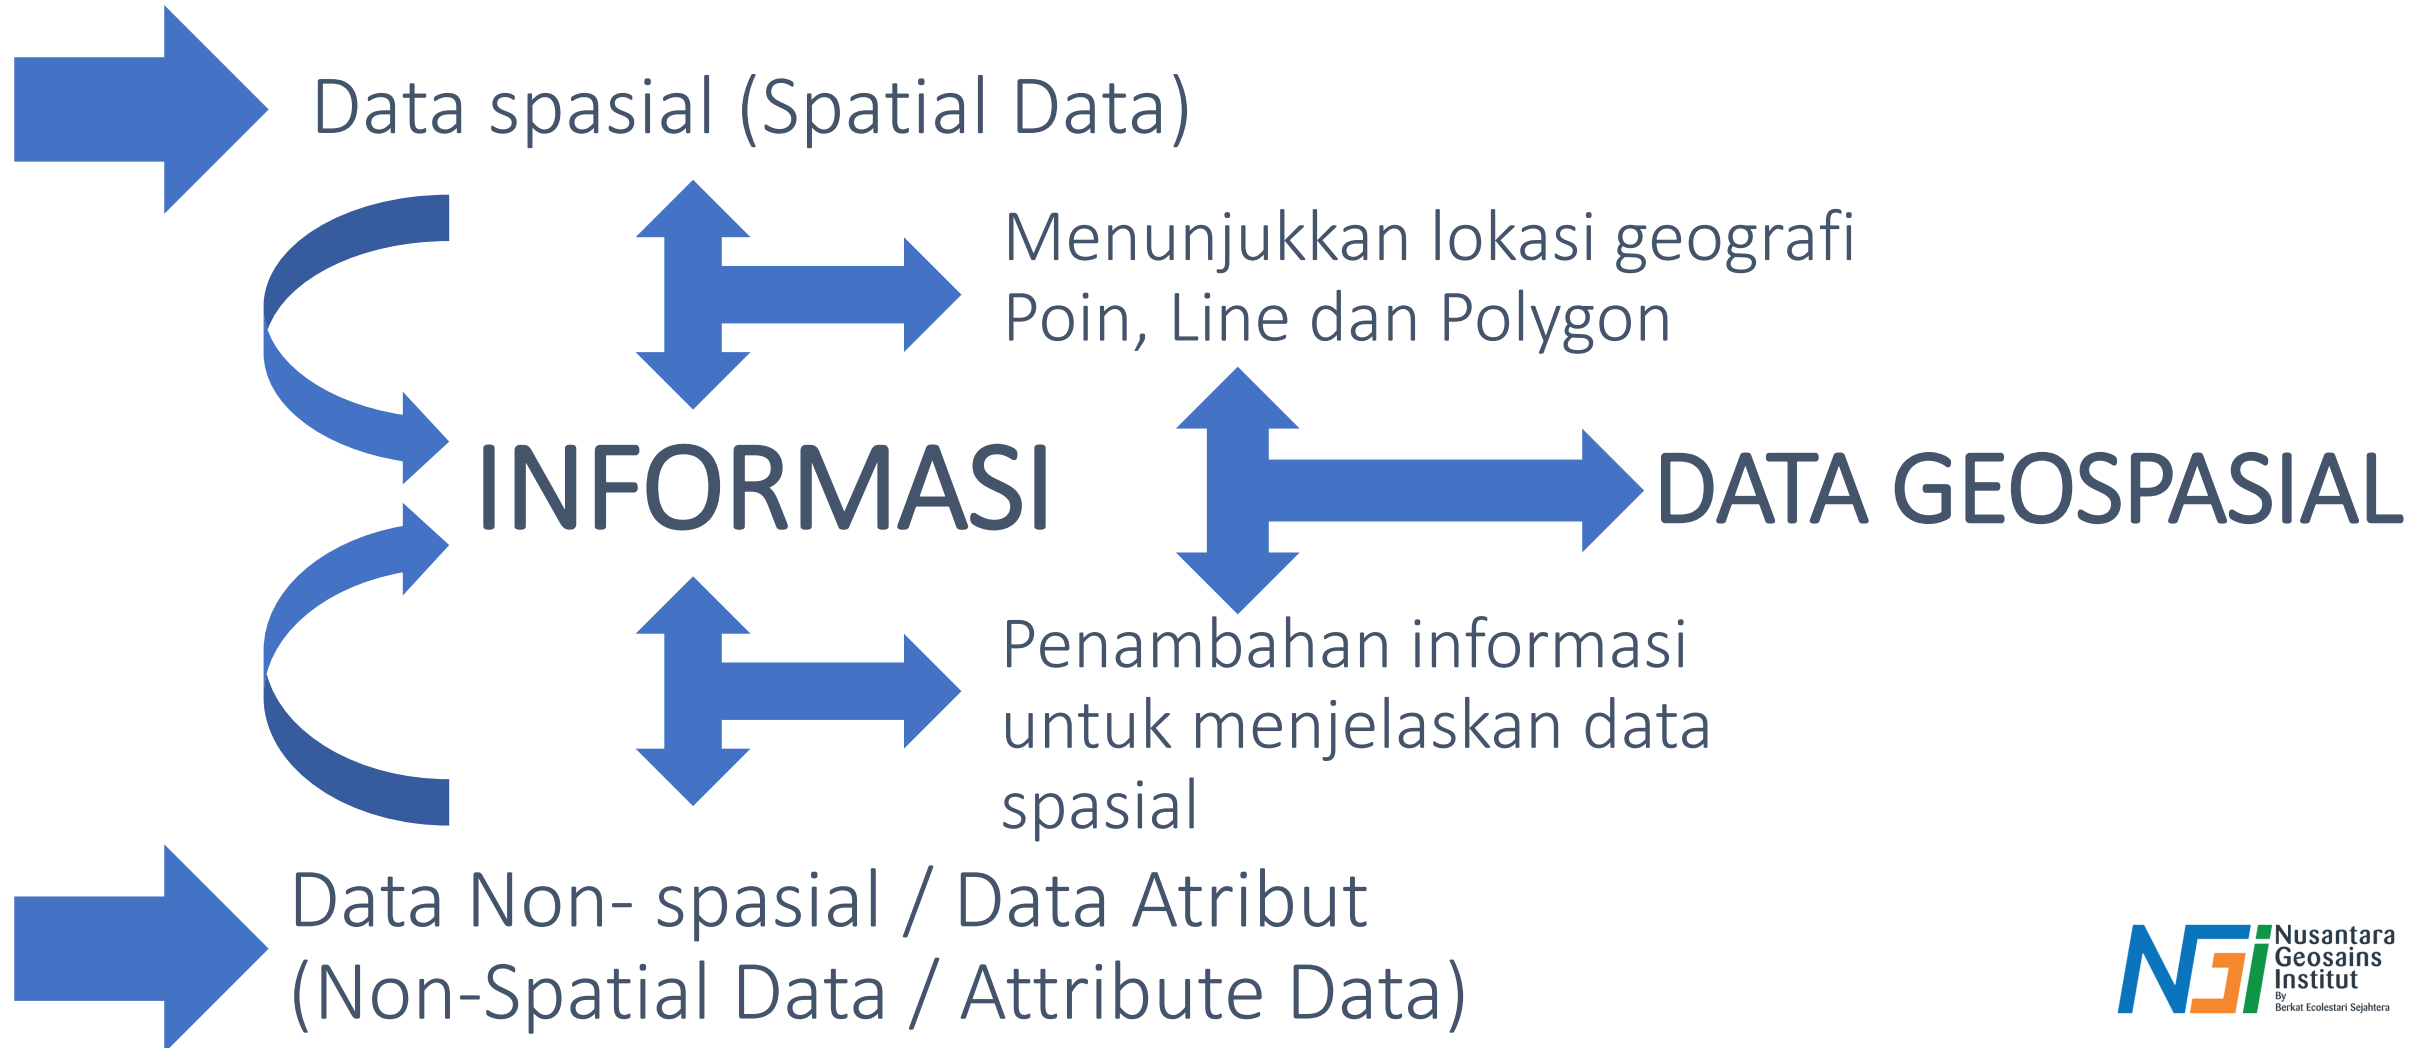 Data spasial (Spatial Data)
Menunjukkan lokasi geografi
Poin, Line dan Polygon
INFORMASI
DATA GEOSPASIAL
Penambahan informasi
untuk menjelaskan data
spasial
Data Non- spasial / Data Atribut
(Non-Spatial Data / Attribute Data)
NGI
Nusantara
Geosains
Institut
By
Berkat Ecolestari Sejahtera